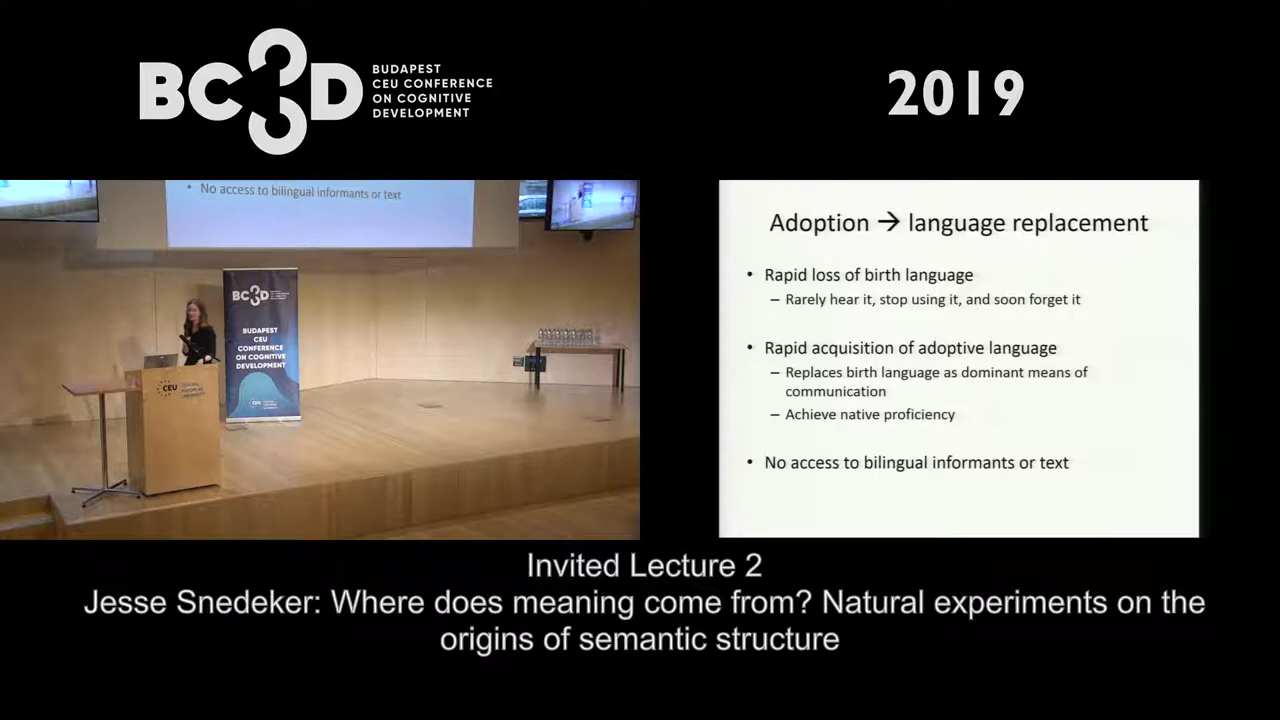 BC3D
BUDAPEST
CEU CONFERENCE
ON COGNITIVE
DEVELOPMENT
2019
• No access to bilingual informants or text
BC3D
BUDAPEST
CEU
CONFERENCE
ON COGNITIVE
DEVELOPMENT
CEU
CEU
Adoption → language replacement
• Rapid loss of birth language
– Rarely hear it, stop using it, and soon forget it
• Rapid acquisition of adoptive language
– Replaces birth language as dominant means of
communication
– Achieve native proficiency
• No access to bilingual informants or text
Invited Lecture 2
Jesse Snedeker: Where does meaning come from? Natural experiments on the
origins of semantic structure